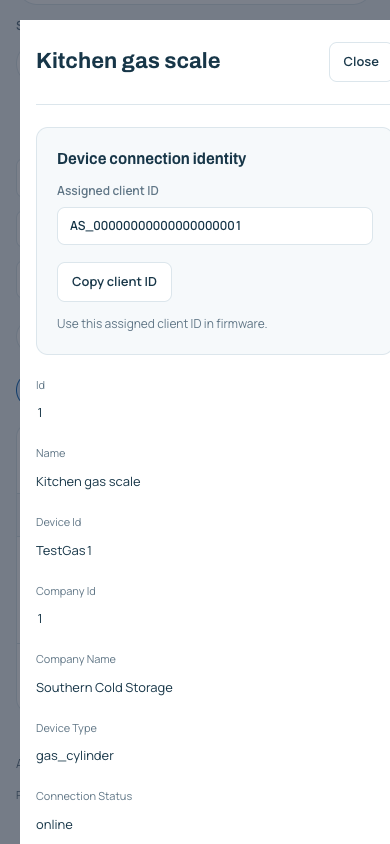 Kitchen gas scale
Close
Device connection identity
Assigned client ID
AS_00000000000000000001
Copy client ID
Use this assigned client ID in firmware.
Id
1
Name
Kitchen gas scale
Device Id
TestGas1
Company Id
1
Company Name
Southern Cold Storage
Device Type
gas_cylinder
Connection Status
online